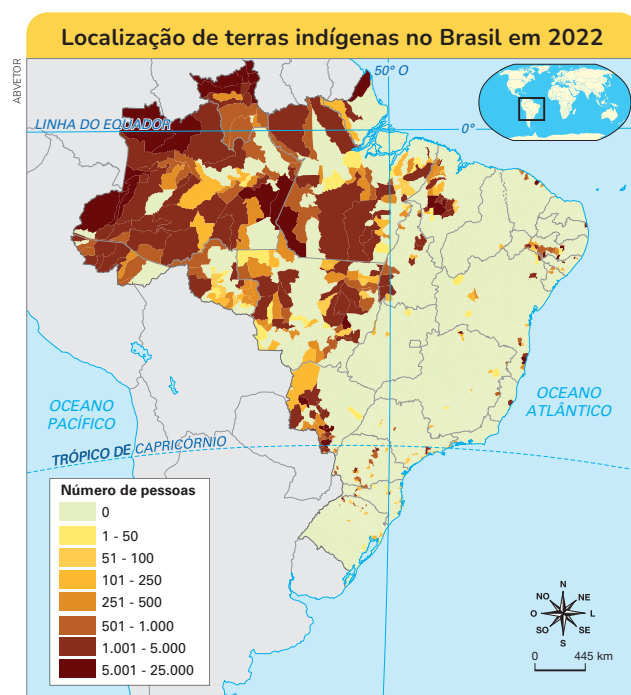 Localização de terras indígenas no Brasil em 2022
ABVETOR
50° O
LINHA DO EQUADOR
0°
OCEANO
PACÍFICO
OCEANO
ATLÂNTICO
TRÓPICO DE CAPRICÓRNIO
Número de pessoas
0
1 - 50
51 - 100
101 - 250
251 - 500
501 - 1.000
1.001 - 5.000
5.001 - 25.000
N
NO
NE
O
L
SO
SE
S
0 445 km